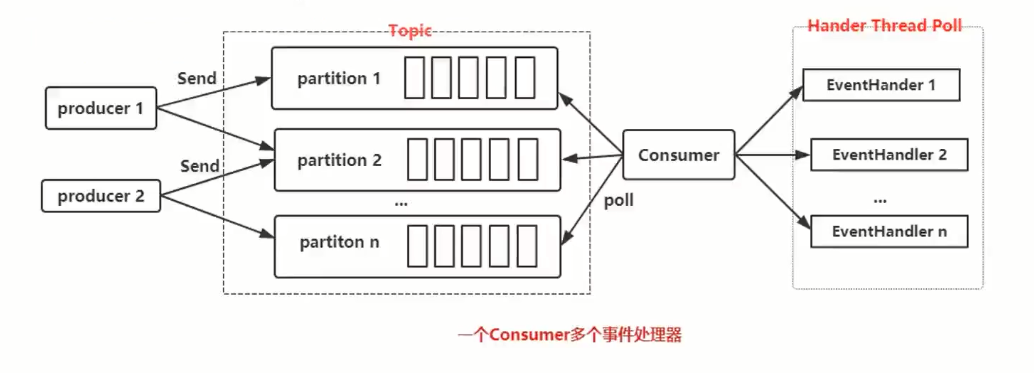 Topic
Hander Thread Poll
Send
partition 1
EventHander 1
producer 1
partition 2
Consumer
EventHandler 2
Send
producer 2
...
poll
...
partiton n
EventHandler n
一个Consumer多个事件处理器